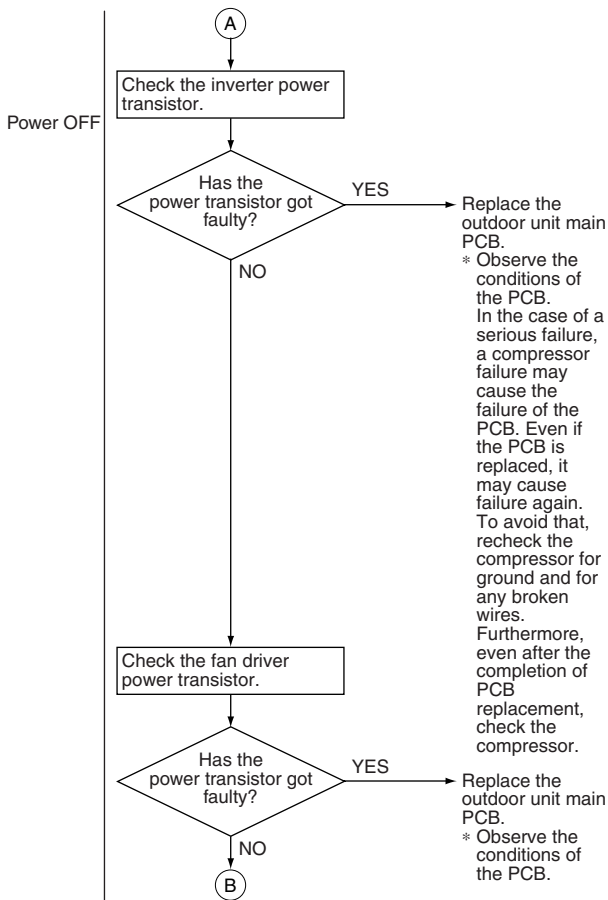 A
Check the inverter power
transistor.
Power OFF
Has the
power transistor got
faulty?
YES
Replace the
outdoor unit main
PCB.
* Observe the
conditions of
the PCB.
In the case of a
serious failure,
a compressor
failure may
cause the
failure of the
PCB. Even if
the PCB is
replaced, it
may cause
failure again.
To avoid that,
recheck the
compressor for
ground and for
any broken
wires.
Furthermore,
even after the
completion of
PCB
replacement,
check the
compressor.
NO
Check the fan driver
power transistor.
Has the
power transistor got
faulty?
YES
Replace the
outdoor unit main
PCB.
* Observe the
conditions of
the PCB.
NO
B